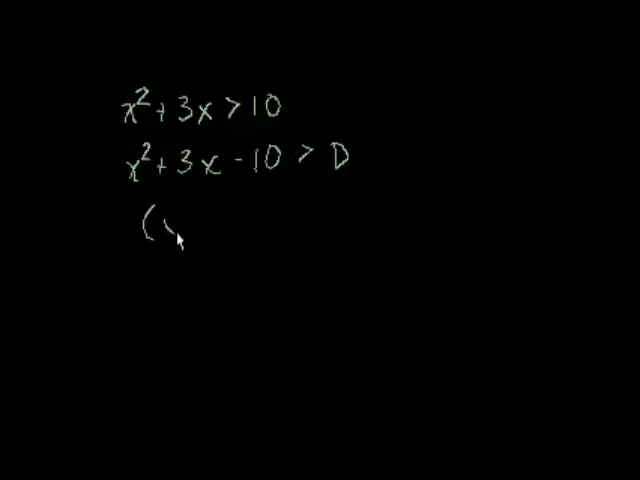 x² + 3x > 10
x² + 3x - 10 > 0
(